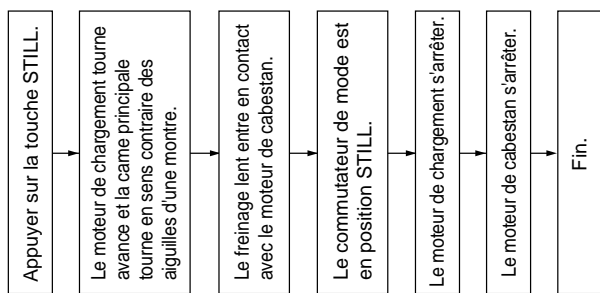 Appuyer sur la touche STILL.
Le moteur de chargement tourne
avance et la came principale
tourne en sens contraire des
aiguilles d'une montre.
Le freinage lent entre en contact
avec le moteur de cabestan.
Le commutateur de mode est
en position STILL.
Le moteur de chargement s'arrêter.
Le moteur de cabestan s'arrêter.
Fin.